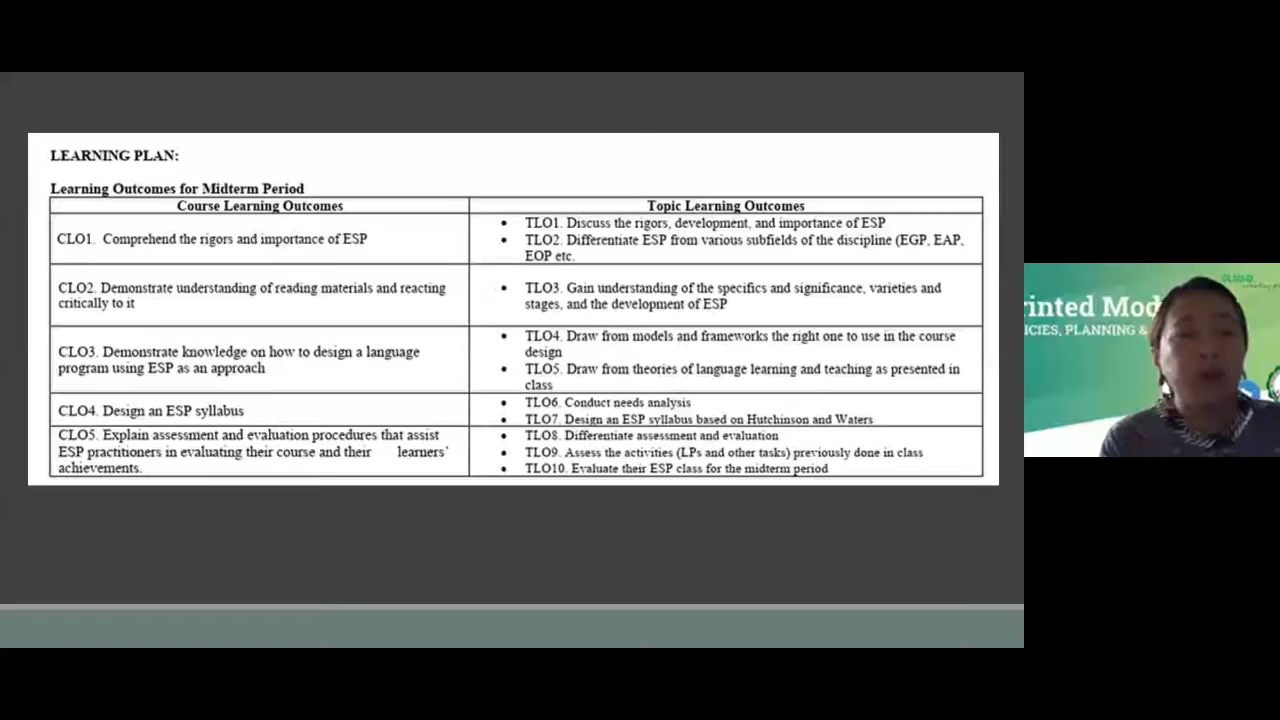 LEARNING PLAN:
Learning Outcomes for Midterm Period
Course Learning Outcomes
Topic Learning Outcomes
CLO1. Comprehend the rigors and importance of ESP
• TLO1. Discuss the rigors, development, and importance of ESP
• TLO2. Differentiate ESP from various subfields of the discipline (EGP, EAP,
EOP etc.
CLO2. Demonstrate understanding of reading materials and reacting
critically to it
• TLO3. Gain understanding of the specifics and significance, varieties and
stages, and the development of ESP
CLO3. Demonstrate knowledge on how to design a language
program using ESP as an approach
• TLO4. Draw from models and frameworks the right one to use in the course
design
• TLO5. Draw from theories of language learning and teaching as presented in
class
CLO4. Design an ESP syllabus
• TLO6. Conduct needs analysis
• TLO7. Design an ESP syllabus based on Hutchinson and Waters
CLO5. Explain assessment and evaluation procedures that assist
ESP practitioners in evaluating their course and their learners'
achievements.
• TLO8. Differentiate assessment and evaluation
• TLO9. Assess the activities (LPs and other tasks) previously done in class
• TLO10. Evaluate their ESP class for the midterm period
rinted Mod
ICIES, PLANNING &